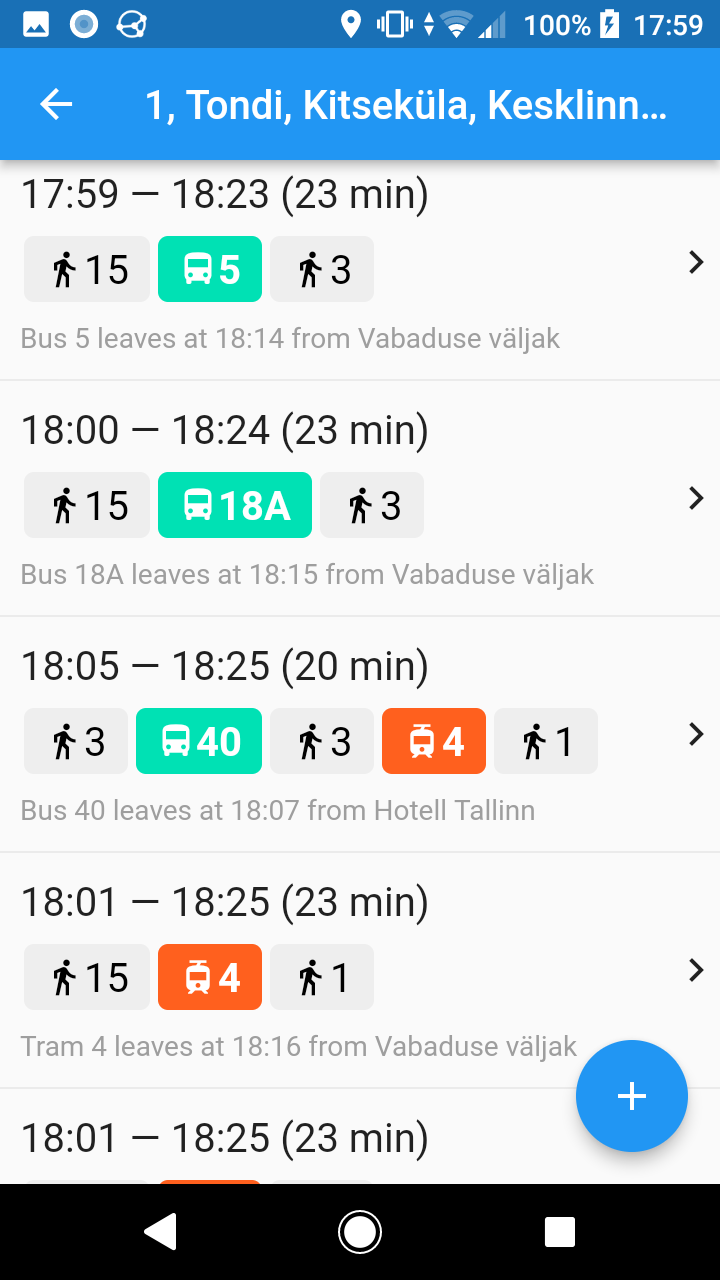 100% 17:59
1, Tondi, Kitseküla, Kesklinn…
17:59 — 18:23 (23 min)
15 5 3
Bus 5 leaves at 18:14 from Vabaduse väljak
18:00 — 18:24 (23 min)
15 18A 3
Bus 18A leaves at 18:15 from Vabaduse väljak
18:05 — 18:25 (20 min)
3 40 3 4 1
Bus 40 leaves at 18:07 from Hotell Tallinn
18:01 — 18:25 (23 min)
15 4 1
Tram 4 leaves at 18:16 from Vabaduse väljak
18:01 — 18:25 (23 min)